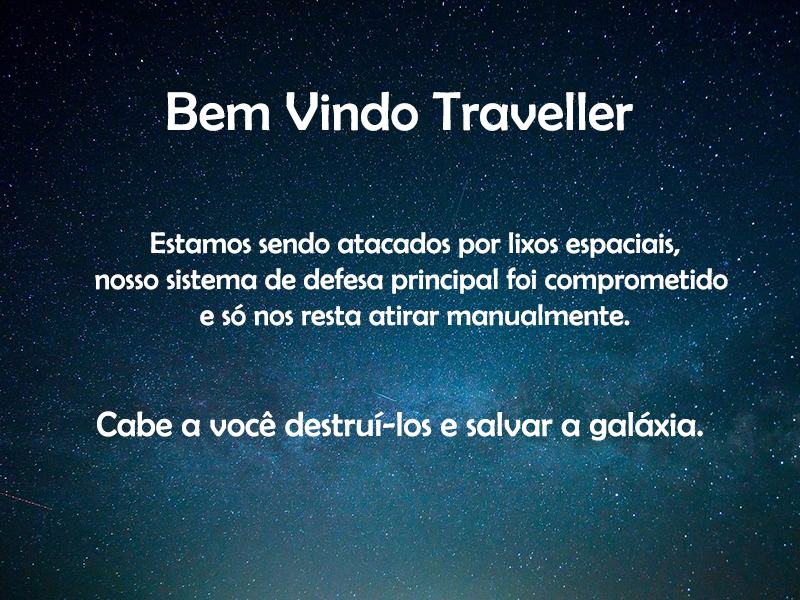 Bem Vindo Traveller
Estamos sendo atacados por lixos espaciais,
nosso sistema de defesa principal foi comprometido
e só nos resta atirar manualmente.
Cabe a você destruí-los e salvar a galáxia.